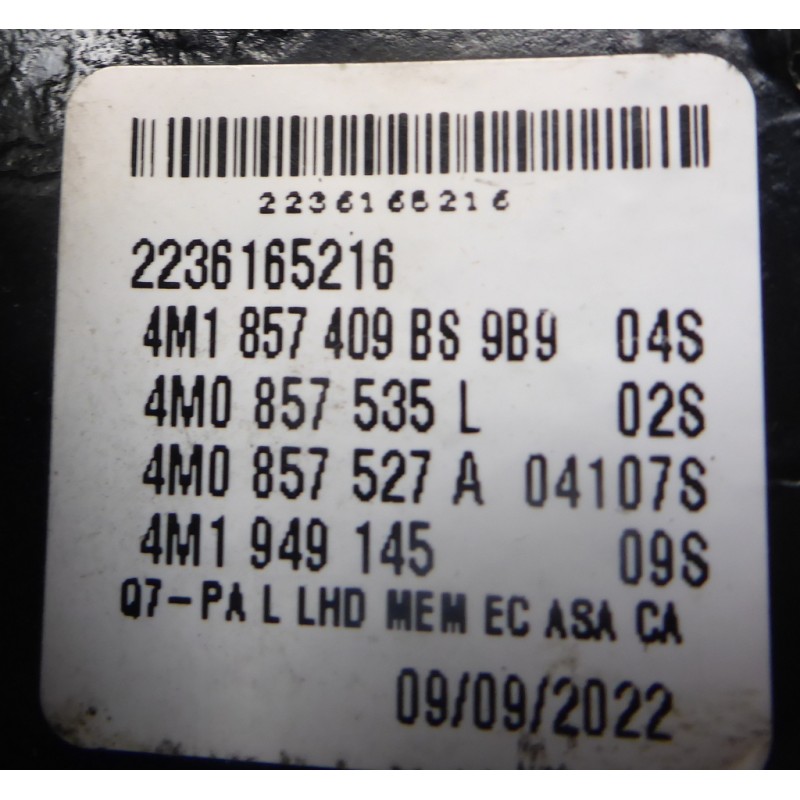 2236165216
2236165216
4M1 857 409 BS 9B9 04S
4M0 857 535 L 02S
4M0 857 527 A 04107S
4M1 949 145 09S
Q7-PA L LHD MEM EC ASA CA
09/09/2022